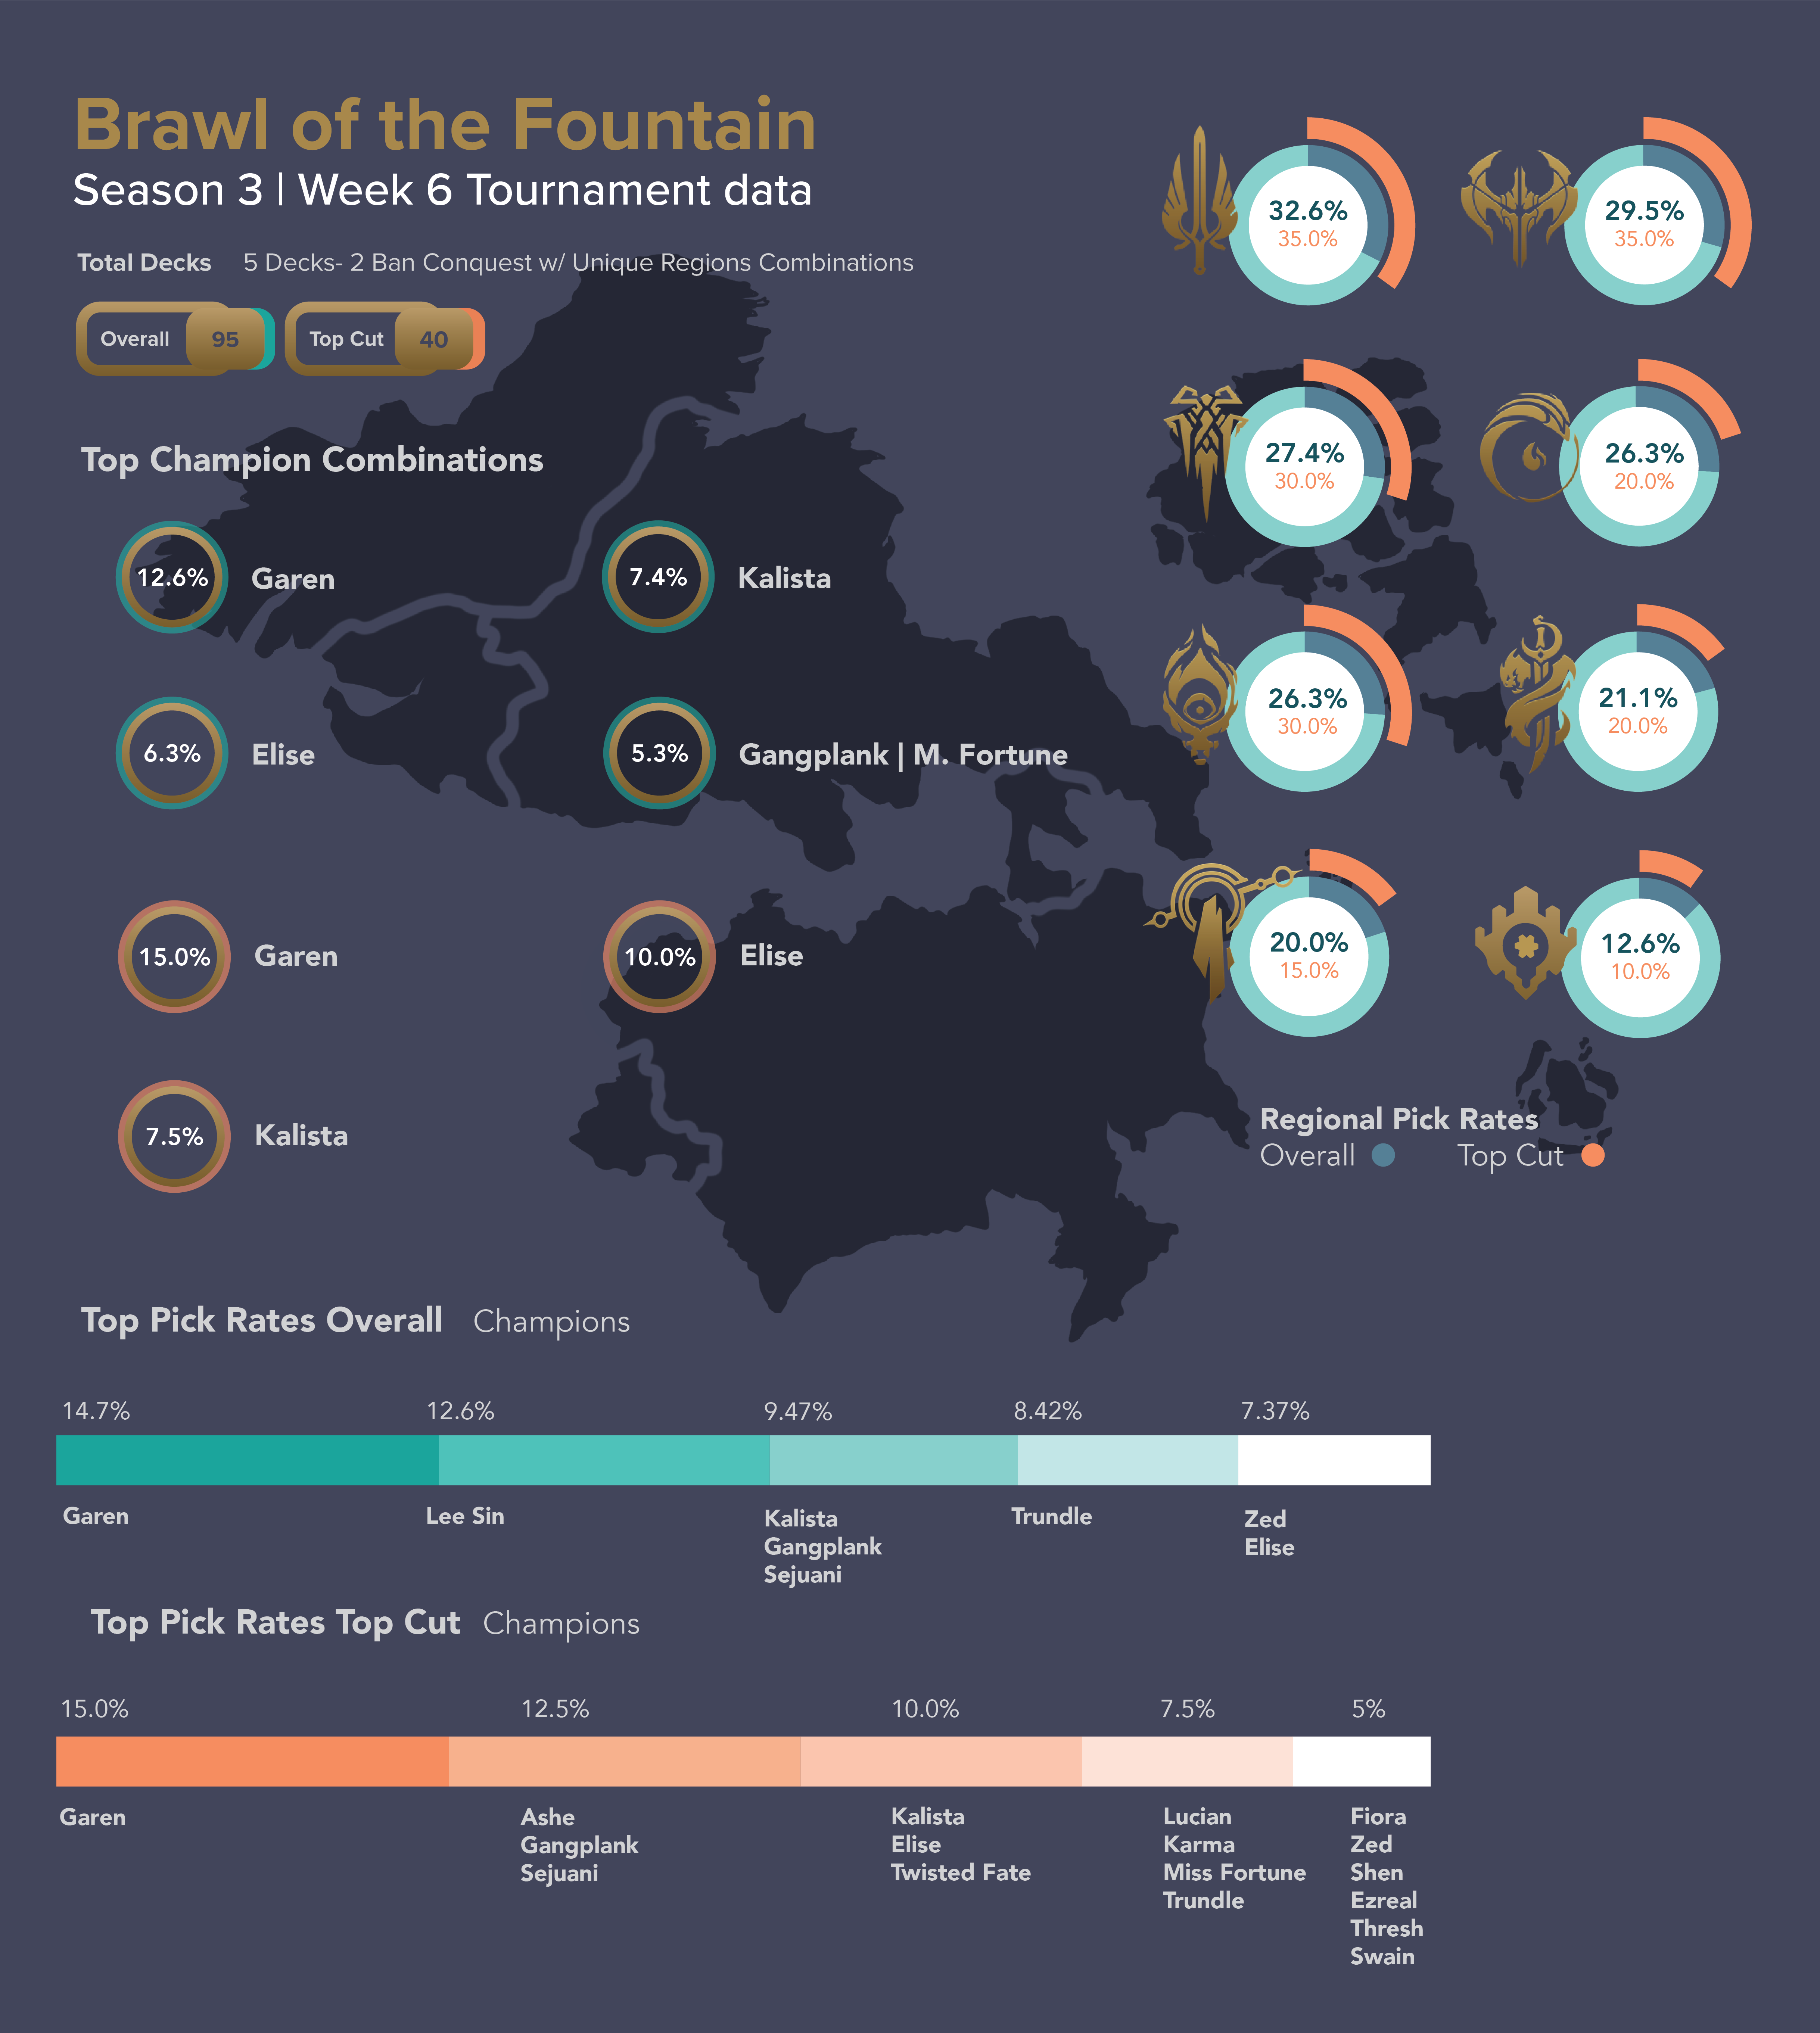 Brawl of the Fountain
Season 3 | Week 6 Tournament data
Total Decks 5 Decks- 2 Ban Conquest w/ Unique Regions Combinations
Overall 95 Top Cut 40
Top Champion Combinations
12.6% Garen
7.4% Kalista
6.3% Elise
5.3% Gangplank | M. Fortune
15.0% Garen
10.0% Elise
7.5% Kalista
32.6%
35.0%
29.5%
35.0%
27.4%
30.0%
26.3%
20.0%
26.3%
30.0%
21.1%
20.0%
20.0%
15.0%
12.6%
10.0%
Regional Pick Rates
Overall Top Cut
Top Pick Rates Overall Champions
14.7% 12.6% 9.47% 8.42% 7.37%
Garen
Lee Sin
Kalista
Gangplank
Sejuani
Trundle
Zed
Elise
Top Pick Rates Top Cut Champions
15.0% 12.5% 10.0% 7.5% 5%
Garen
Ashe
Gangplank
Sejuani
Kalista
Elise
Twisted Fate
Lucian
Karma
Miss Fortune
Trundle
Fiora
Zed
Shen
Ezreal
Thresh
Swain